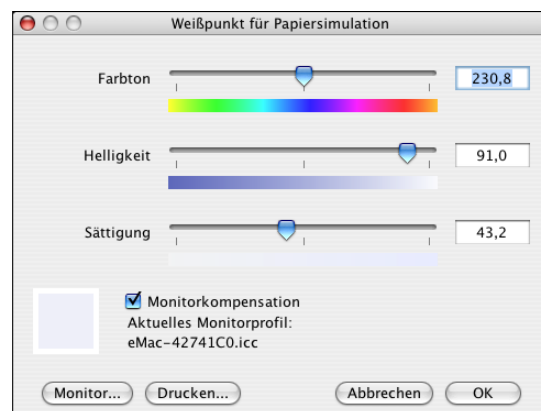 Weißpunkt für Papiersimulation
Farbton 230,8
Helligkeit 91,0
Sättigung 43,2
Monitorkompensation
Aktuelles Monitorprofil:
eMac-42741C0.icc
Monitor... Drucken... Abbrechen OK